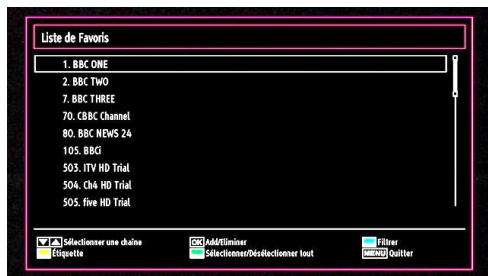 Liste de Favoris
1. BBC ONE
2. BBC TWO
7. BBC THREE
70. CBBC Channel
80. BBC NEWS 24
105. BBCi
503. ITV HD Trial
504. Ch4 HD Trial
505. five HD Trial
Sélectionner une chaîne OK Add/Eliminer Filtrer
Étiquette Sélectionner/Désélectionner tout MENU Quitter